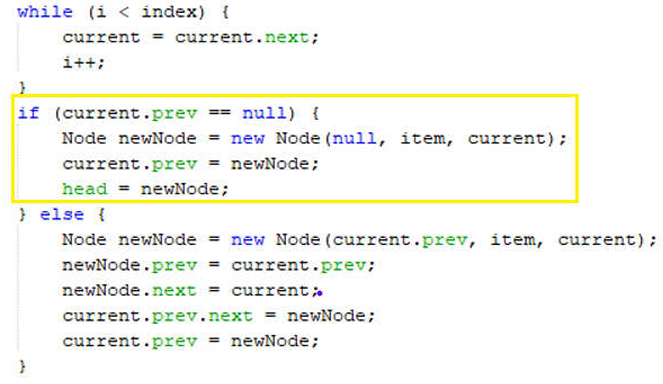 while (i < index) {
    current = current.next;
    i++;
}
if (current.prev == null) {
    Node newNode = new Node(null, item, current);
    current.prev = newNode;
    head = newNode;
} else {
    Node newNode = new Node(current.prev, item, current);
    newNode.prev = current.prev;
    newNode.next = current;
    current.prev.next = newNode;
    current.prev = newNode;
}